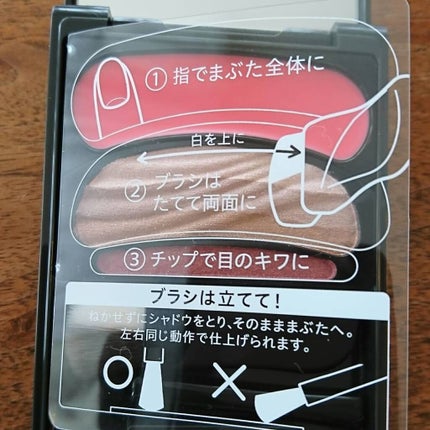 ① 指でまぶた全体に
白を上に
② ブラシは
たてて両面に
③ チップで目のキワに
ブラシは立てて!
ねかせずにシャドウをとり、そのまままぶたへ。
左右同じ動作で仕上げられます。